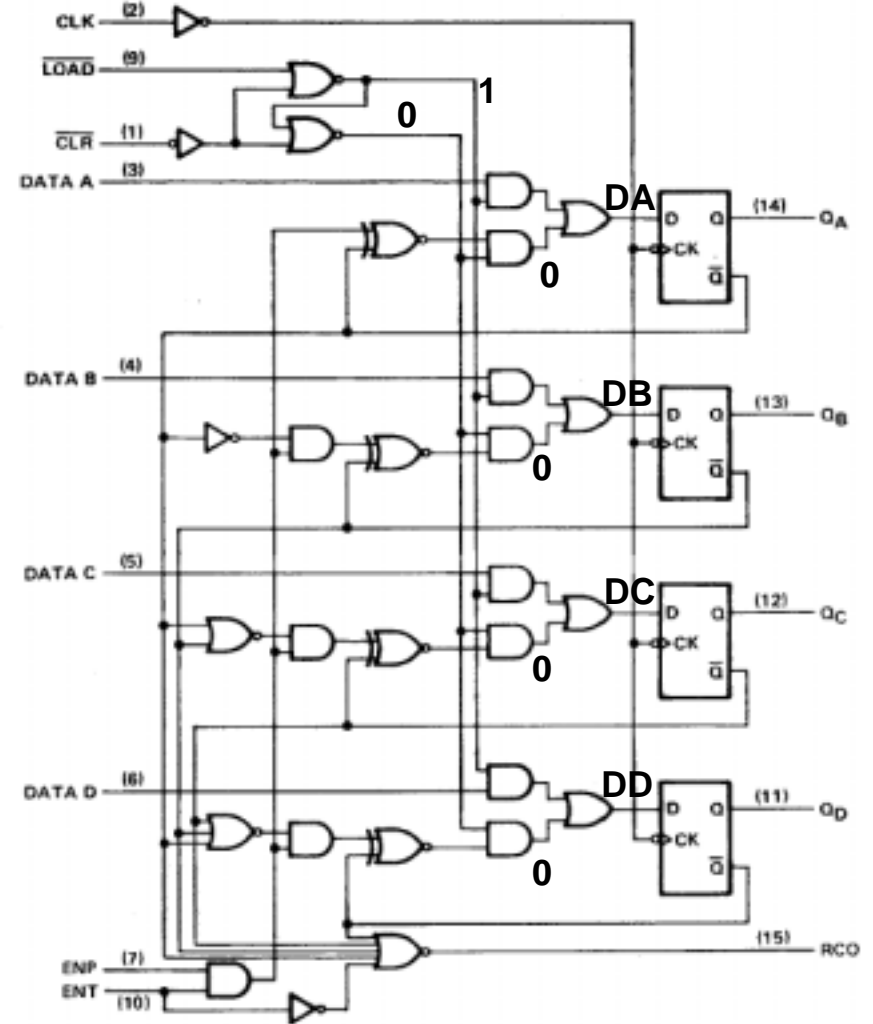 CLK (2)
LOAD (9)
1
0
CLR (1)
DATA A (3)
DA D Q (14) QA
CK
0
Q
DATA B (4)
DB D Q (13) QB
CK
0
Q
DATA C (5)
DC D Q (12) QC
CK
0
Q
DATA D (6)
DD D Q (11) QD
CK
0
Q
(15) RCO
ENP (7)
ENT (10)